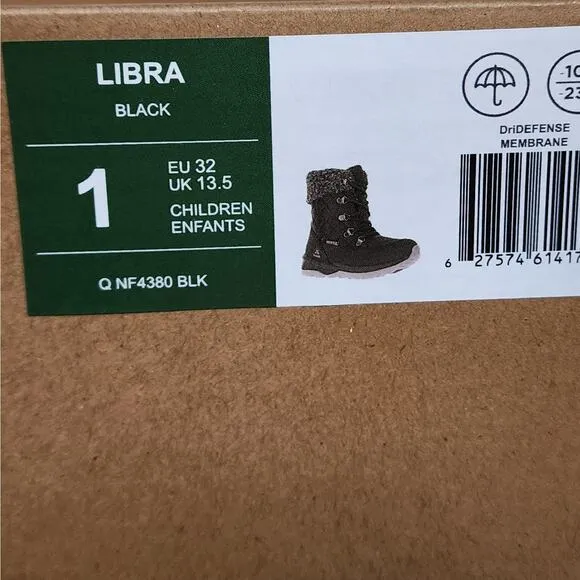 LIBRA
BLACK
1
EU 32
UK 13.5
CHILDREN
ENFANTS
Q NF4380 BLK
-10
-23
DriDEFENSE
MEMBRANE
6 27574 61417